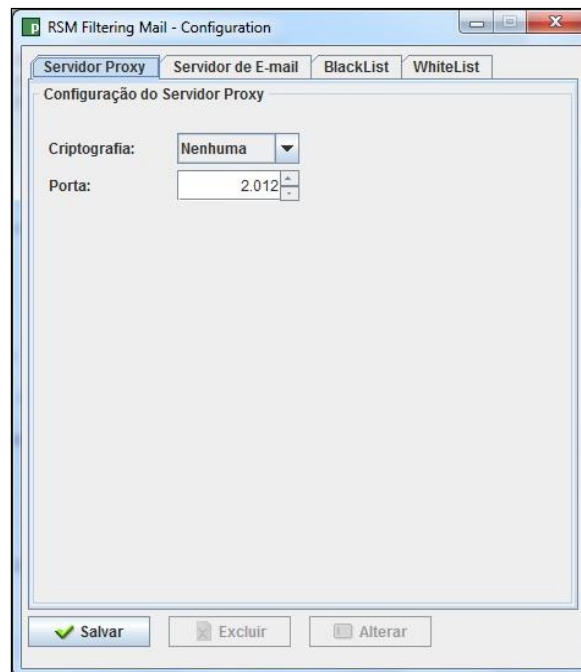 RSM Filtering Mail - Configuration
Servidor Proxy Servidor de E-mail BlackList WhiteList
Configuração do Servidor Proxy
Criptografia: Nenhuma
Porta: 2.012
Salvar Excluir Alterar